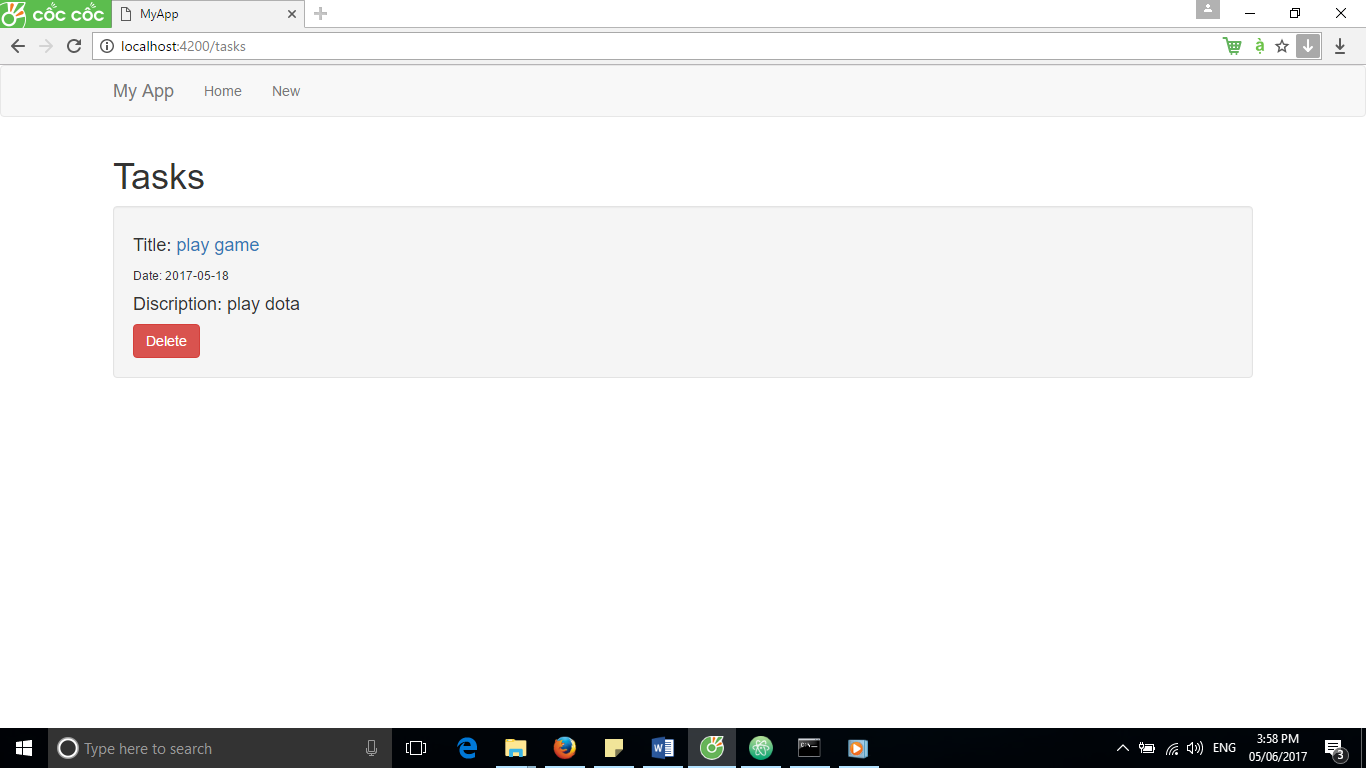 cốc cốc MyApp
localhost:4200/tasks
My App Home New
Tasks
Title: play game
Date: 2017-05-18
Discription: play dota
Delete
Type here to search
ENG
3:58 PM
05/06/2017
3